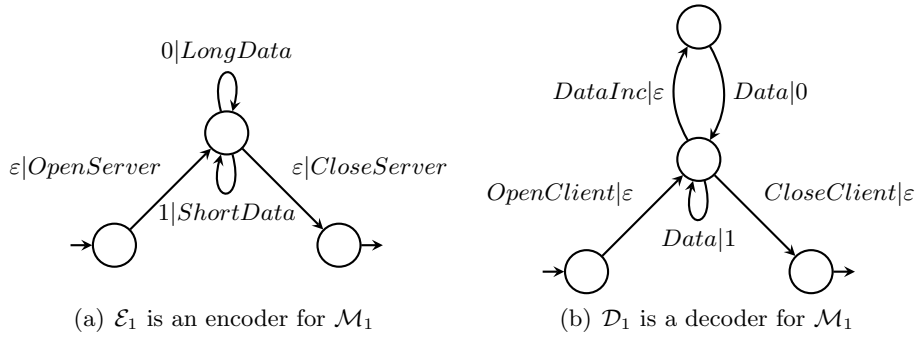 0|LongData
ε|OpenServer
ε|CloseServer
1|ShortData
(a) ℰ₁ is an encoder for ℳ₁
DataInc|ε
Data|0
OpenClient|ε
CloseClient|ε
Data|1
(b) 𝒟₁ is a decoder for ℳ₁